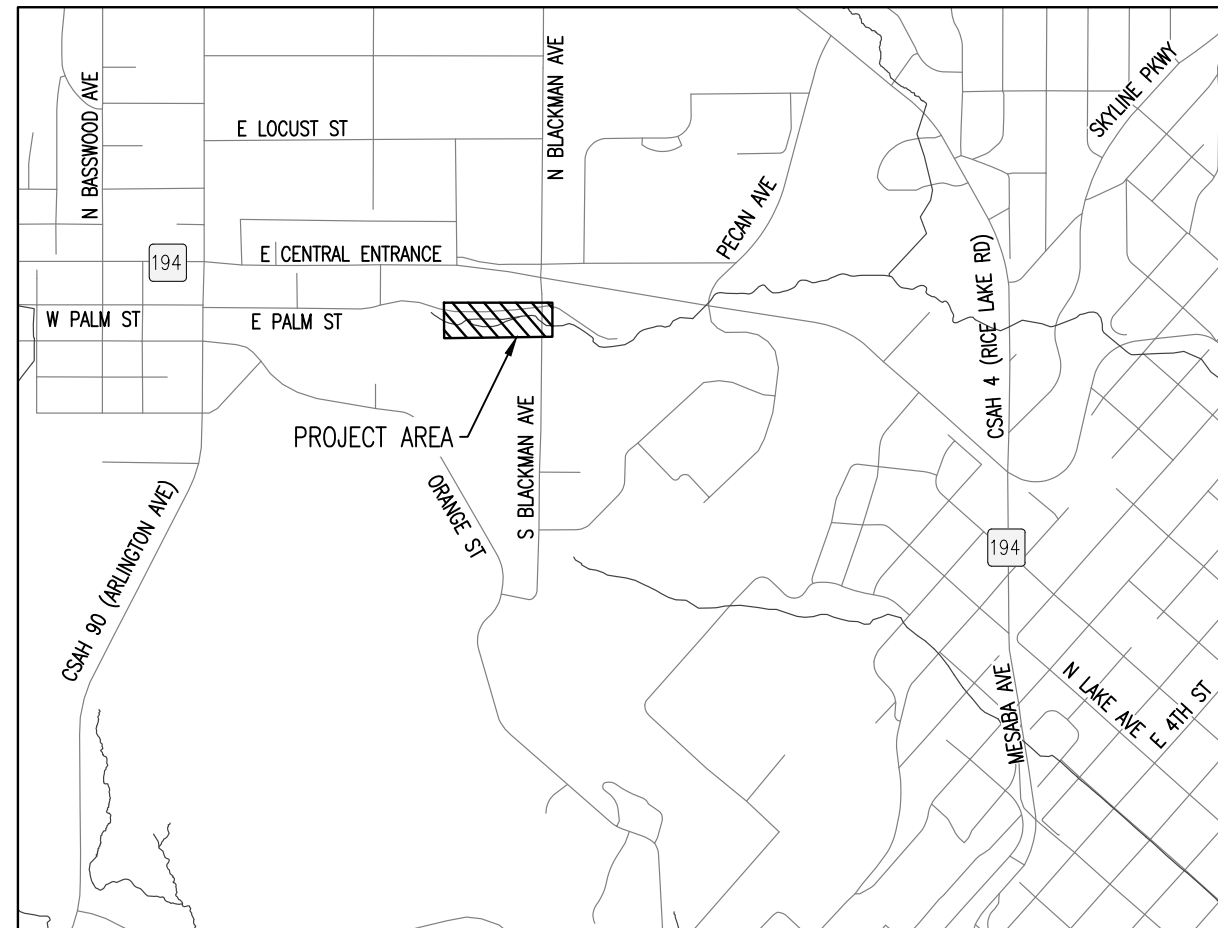 N BASSWOOD AVE
E LOCUST ST
N BLACKMAN AVE
SKYLINE PKWY
PECAN AVE
E CENTRAL ENTRANCE
194
W PALM ST
E PALM ST
CSAH 4 (RICE LAKE RD)
PROJECT AREA
S BLACKMAN AVE
ORANGE ST
CSAH 90 (ARLINGTON AVE)
194
MESABA AVE
N LAKE AVE
E 4TH ST